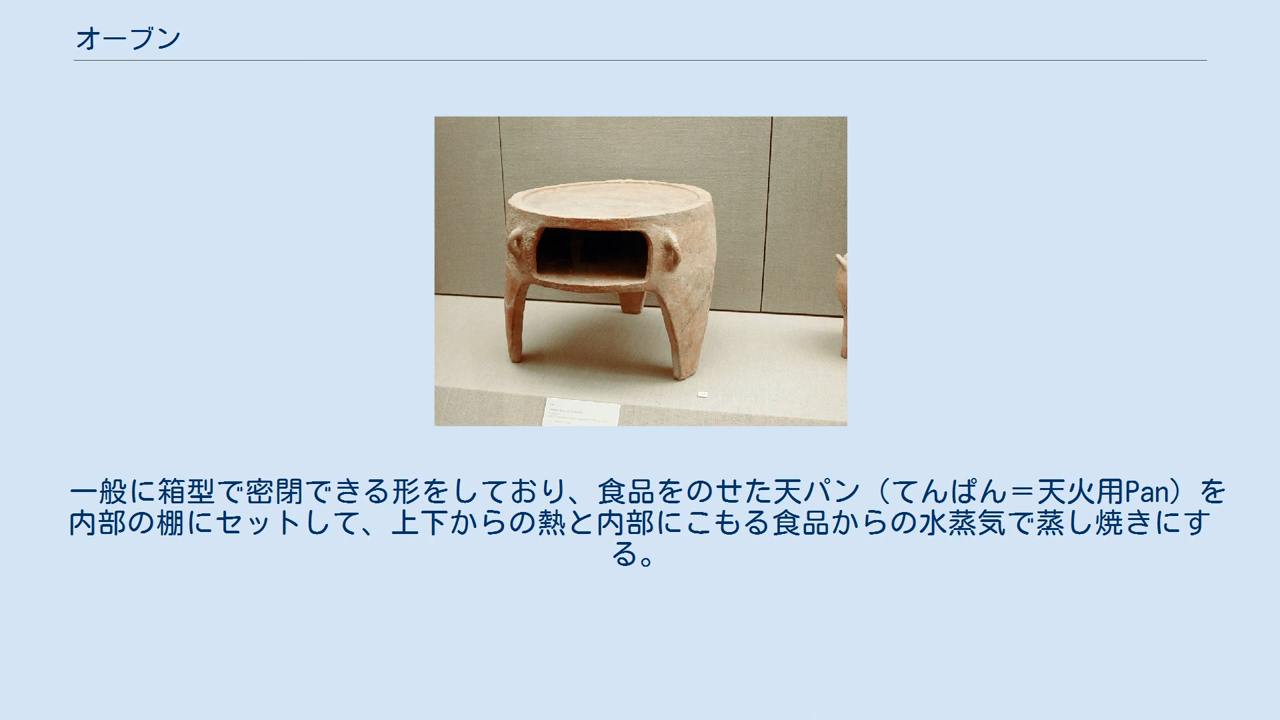 オーブン
一般に箱型で密閉できる形をしており、食品をのせた天パン（てんぱん＝天火用Pan）を
内部の棚にセットして、上下からの熱と内部にこもる食品からの水蒸気で蒸し焼きにす
る。